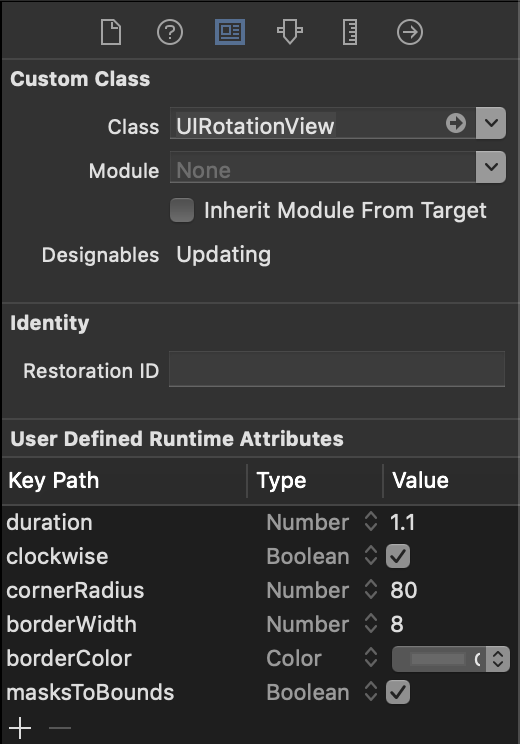 Custom Class
Class UIRotationView
Module None
Inherit Module From Target
Designables Updating
Identity
Restoration ID
User Defined Runtime Attributes
Key Path Type Value
duration Number 1.1
clockwise Boolean
cornerRadius Number 80
borderWidth Number 8
borderColor Color
masksToBounds Boolean